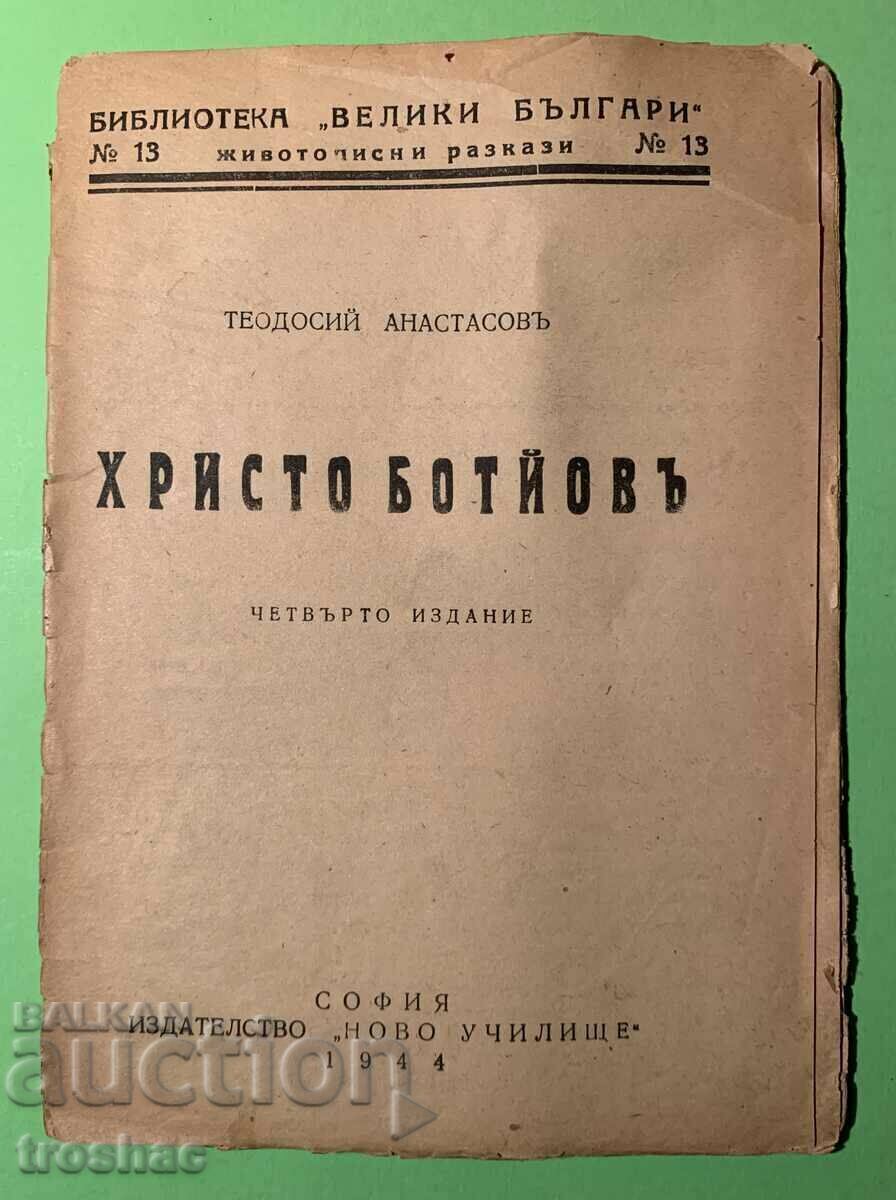 БИБЛИОТЕКА „ВЕЛИКИ БЪЛГАРИ“
№ 13 животописни разкази № 13
ТЕОДОСИЙ АНАСТАСОВЪ
ХРИСТО БОТЙОВЪ
ЧЕТВЪРТО ИЗДАНИЕ
СОФИЯ
ИЗДАТЕЛСТВО „НОВО УЧИЛИЩЕ“
1944
BALKAN
auction
troshac